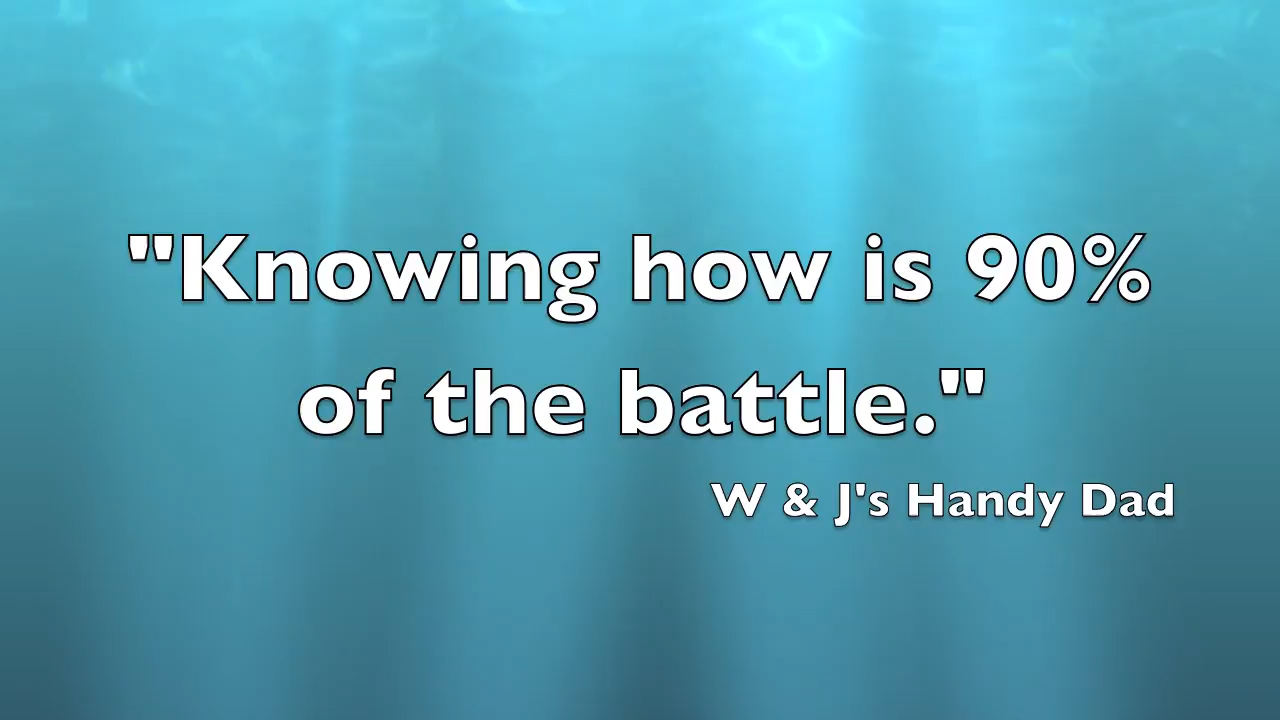 "Knowing how is 90%
of the battle."
W & J's Handy Dad